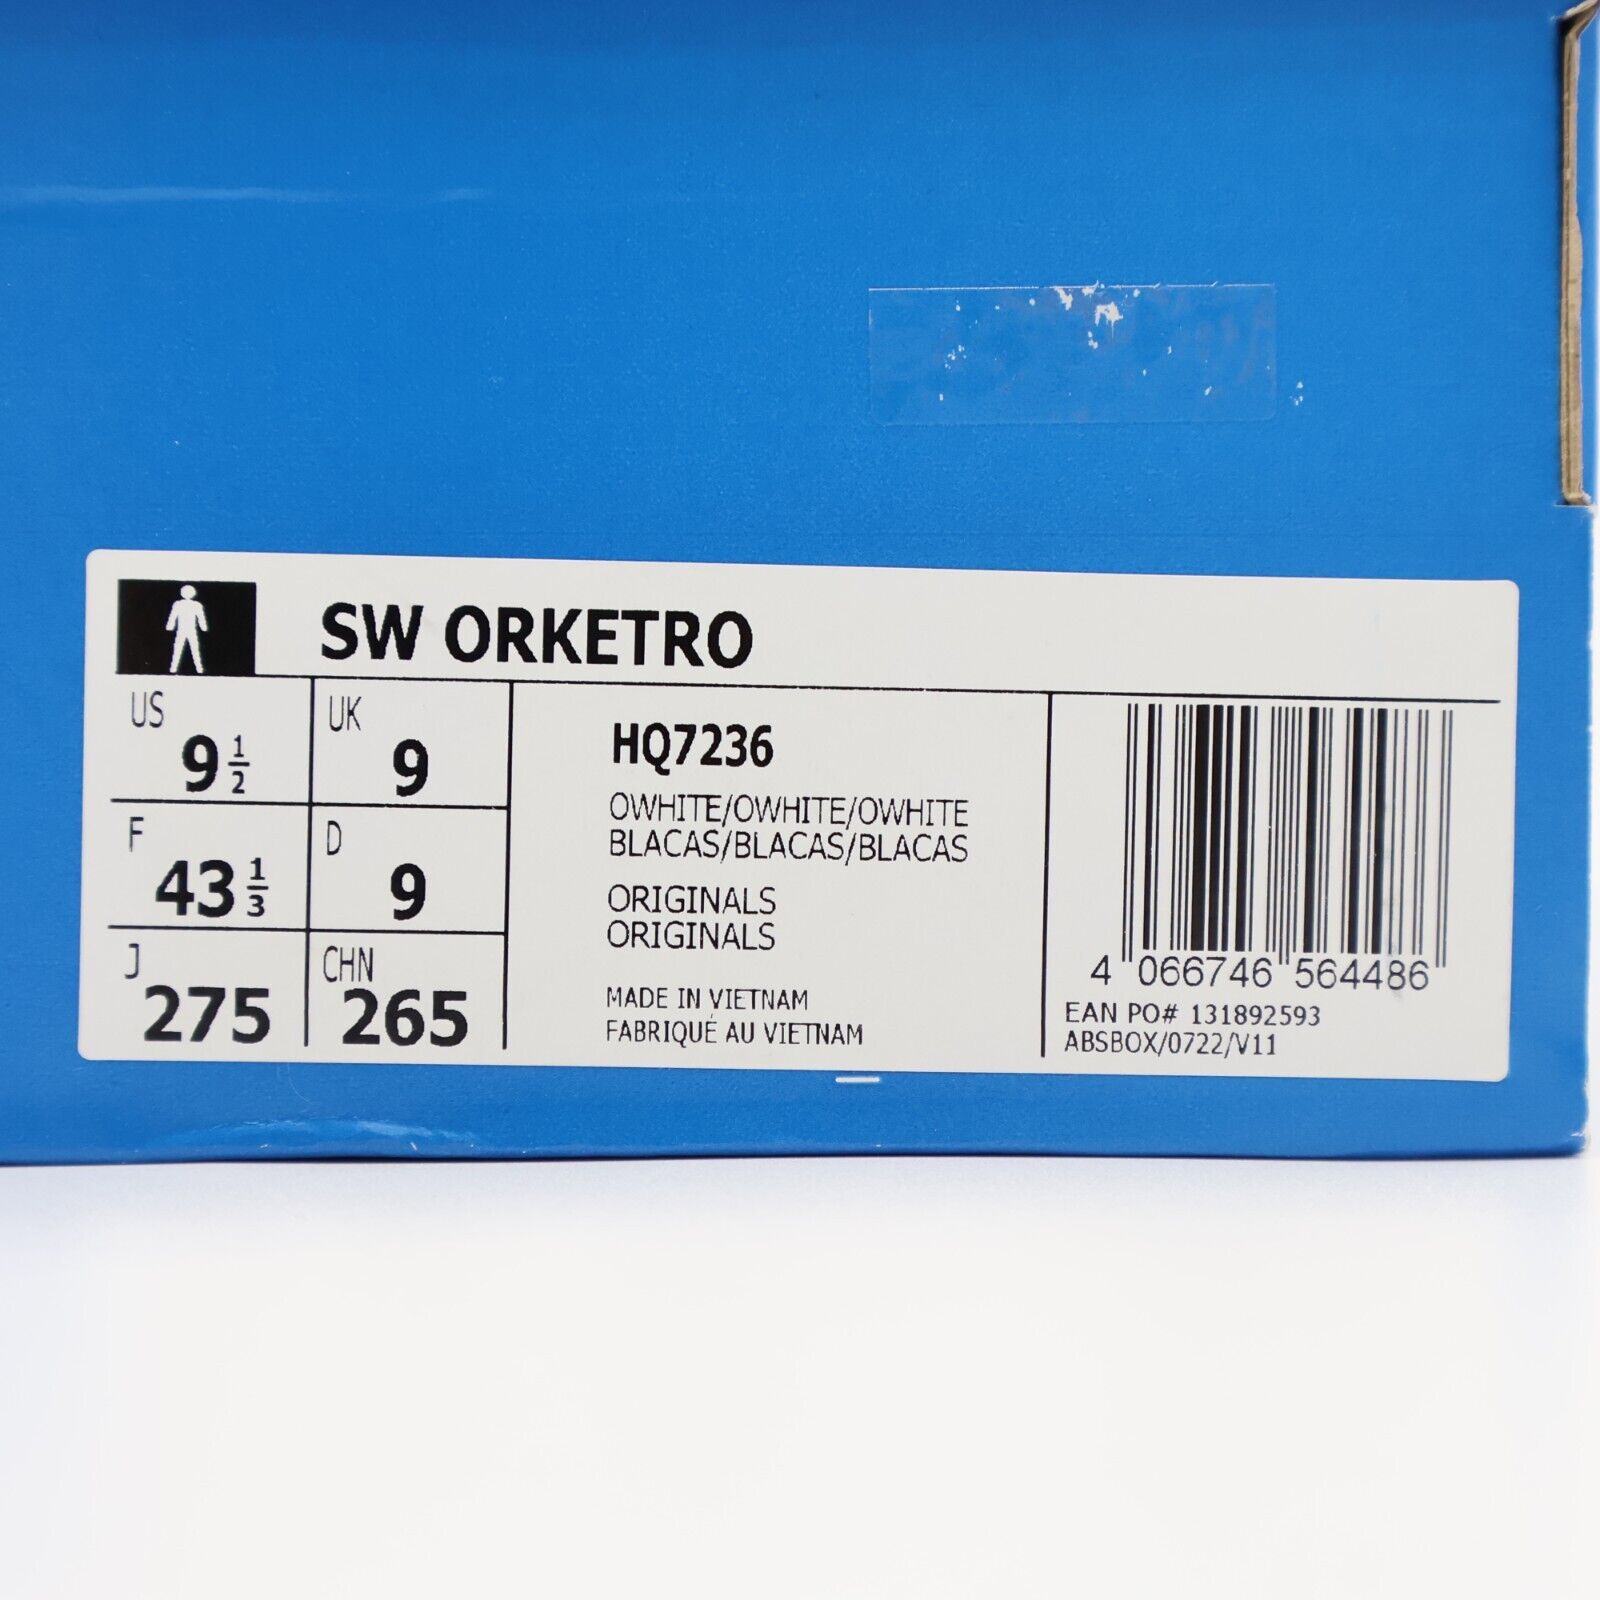 SW ORKETRO
US 9 1/2
UK 9
F 43 1/3
D 9
J 275
CHN 265
HQ7236
OWHITE/OWHITE/OWHITE
BLACAS/BLACAS/BLACAS
ORIGINALS
ORIGINALS
MADE IN VIETNAM
FABRIQUÉ AU VIETNAM
4 066746 564486
EAN PO# 131892593
ABSBOX/0722/V11